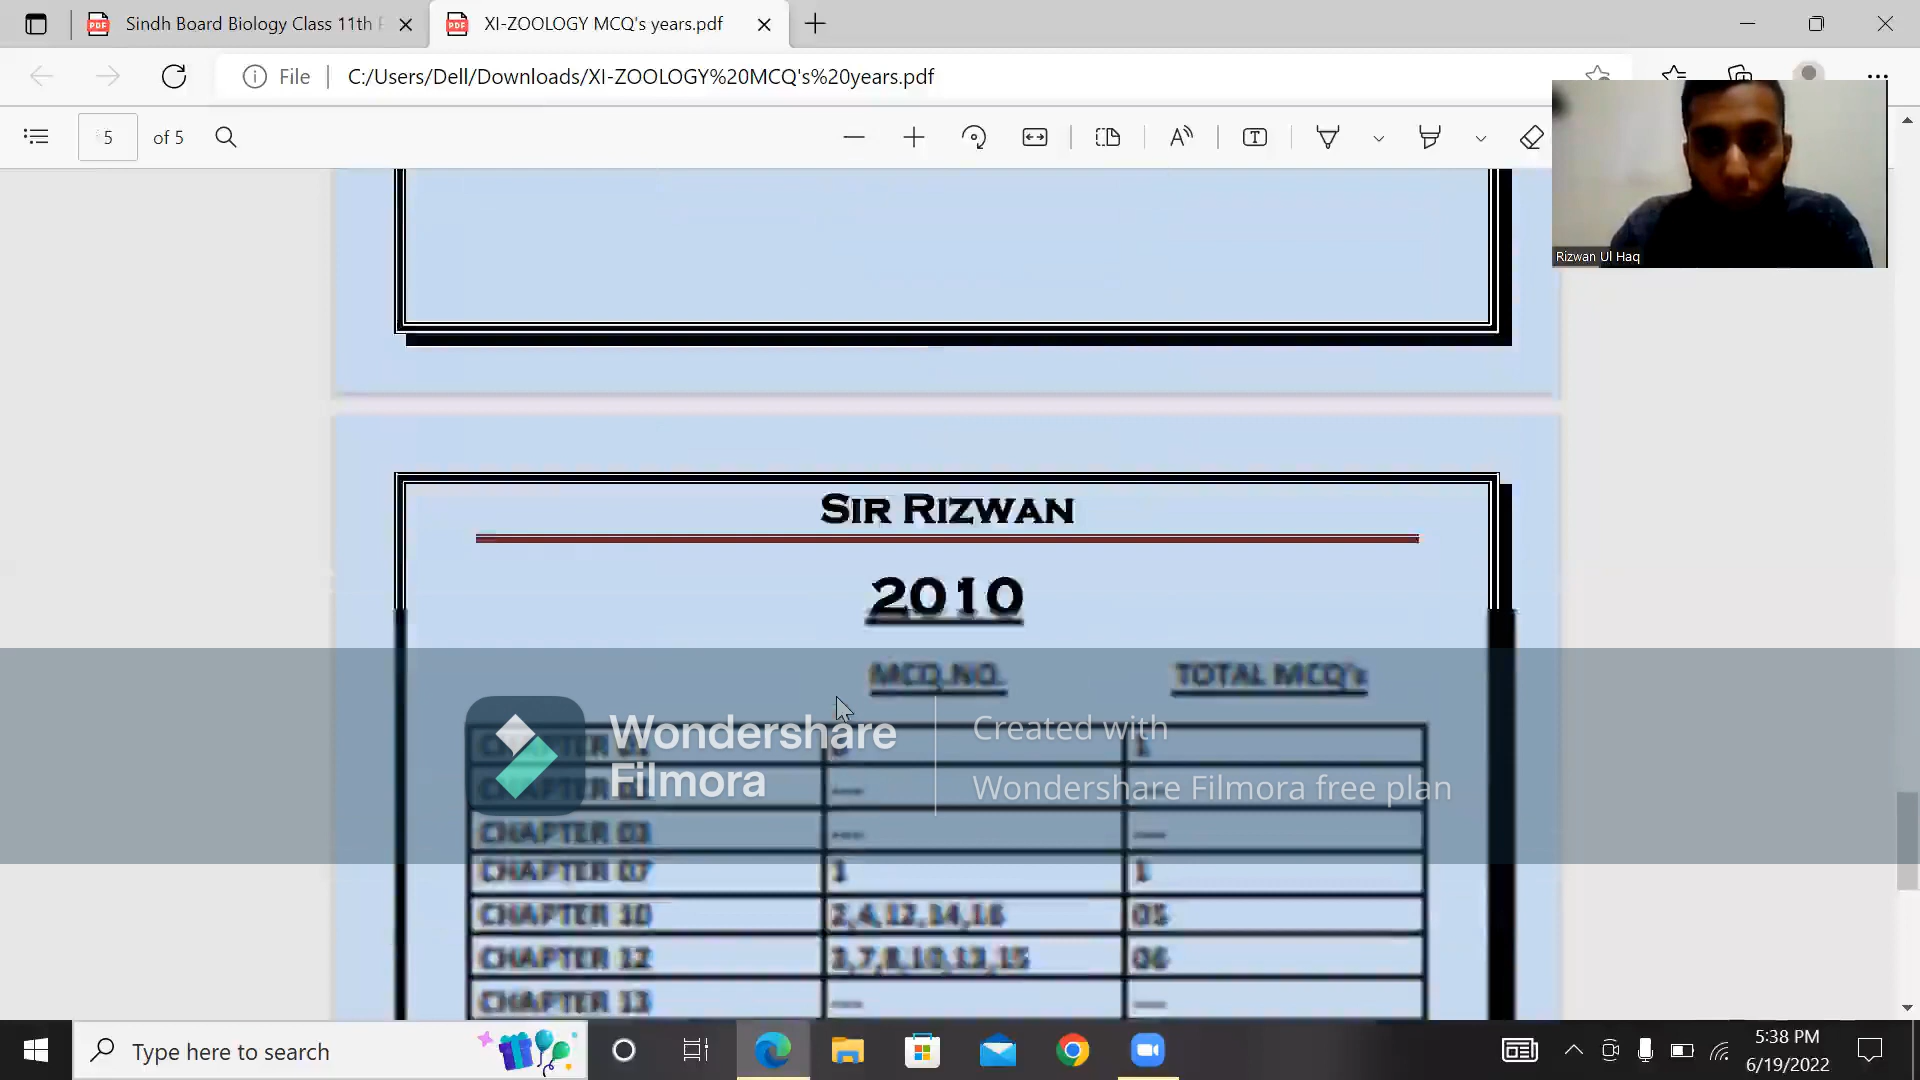 Sindh Board Biology Class 11th
XI-ZOOLOGY MCQ's years.pdf
File
C:/Users/Dell/Downloads/XI-ZOOLOGY%20MCQ's%20years.pdf
5 of 5
Rizwan Ul Haq
SIR RIZWAN
2010
MCQ.NO. TOTAL MCQ's
Wondershare
Filmora
Created with
Wondershare Filmora free plan
CHAPTER 01 1
CHAPTER 03 --- ---
CHAPTER 07 1 1
CHAPTER 10 2,4,12,14,16 05
CHAPTER 12 3,7,8,10,13,15 06
CHAPTER 13 --- ---
Type here to search
5:38 PM
6/19/2022